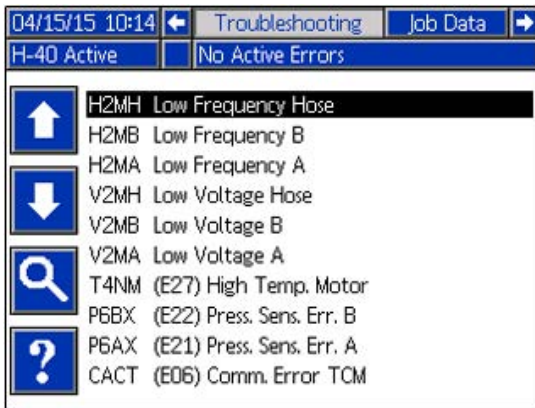 04/15/15 10:14 Troubleshooting Job Data
H-40 Active No Active Errors
H2MH Low Frequency Hose
H2MB Low Frequency B
H2MA Low Frequency A
V2MH Low Voltage Hose
V2MB Low Voltage B
V2MA Low Voltage A
T4NM (E27) High Temp. Motor
P6BX (E22) Press. Sens. Err. B
P6AX (E21) Press. Sens. Err. A
CACT (E06) Comm. Error TCM
?